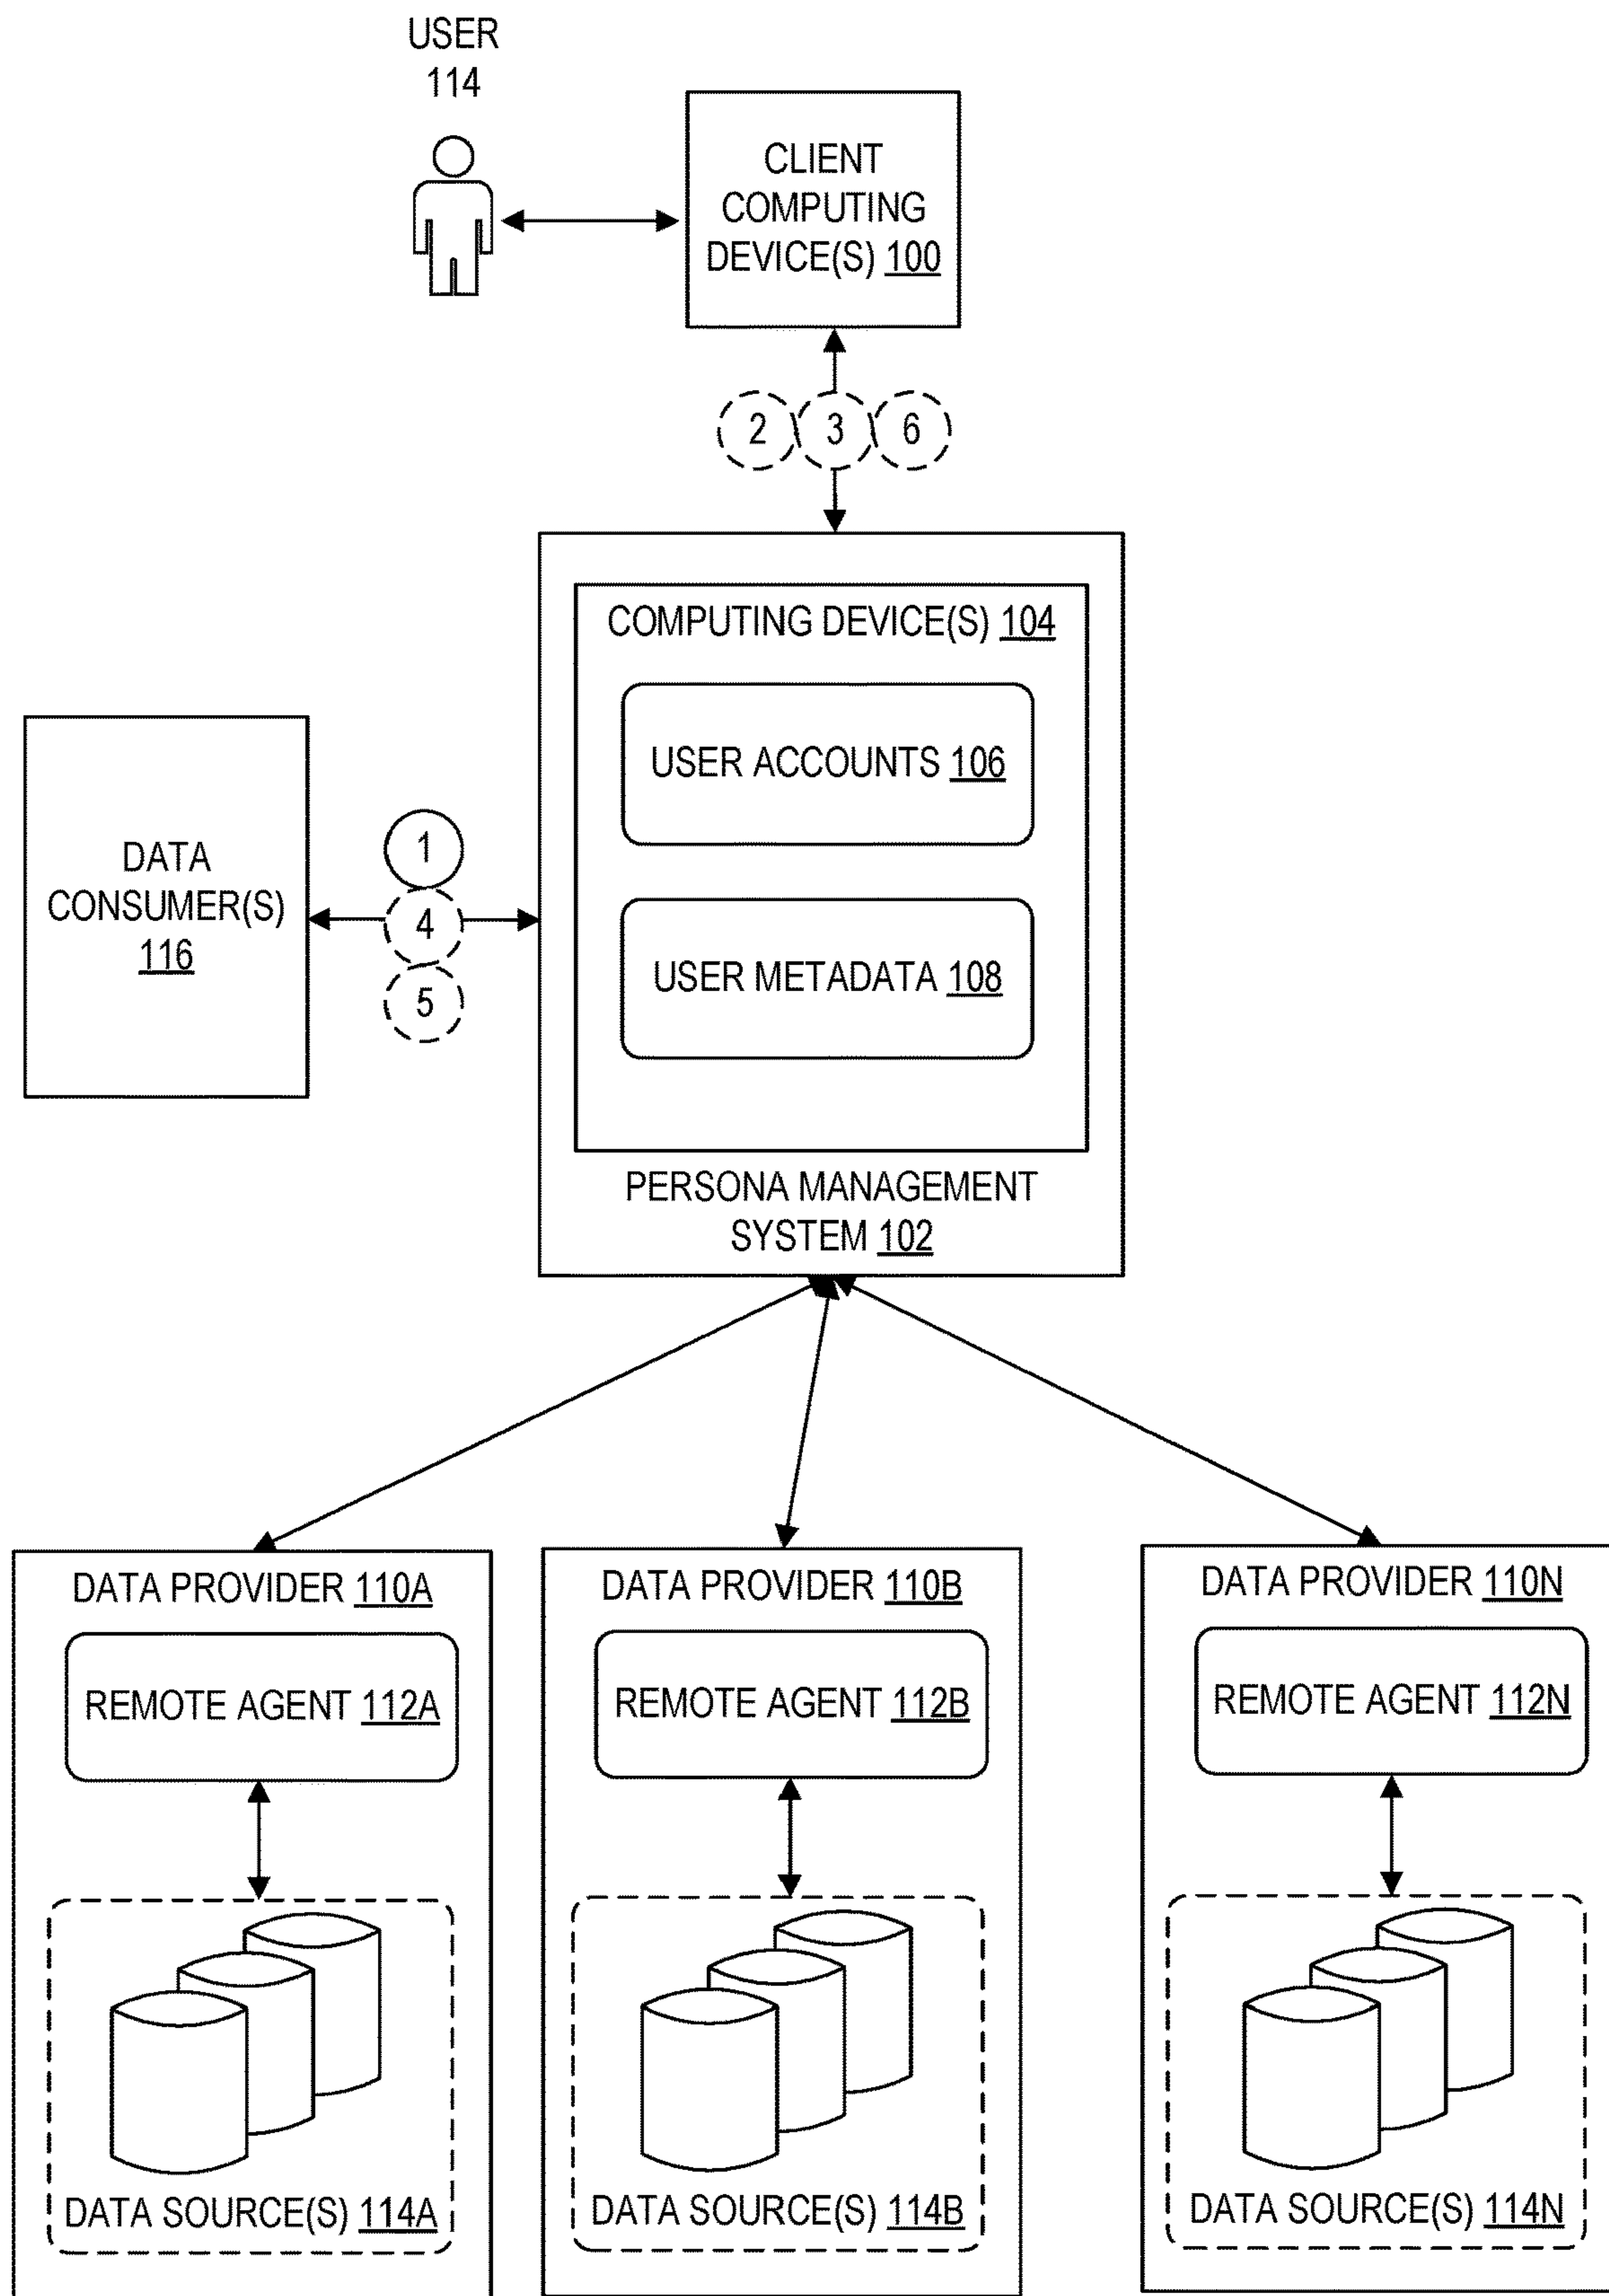 USER
114
CLIENT
COMPUTING
DEVICE(S) 100
2 3 6
COMPUTING DEVICE(S) 104
USER ACCOUNTS 106
USER METADATA 108
PERSONA MANAGEMENT
SYSTEM 102
DATA
CONSUMER(S)
116
1
4
5
DATA PROVIDER 110A
REMOTE AGENT 112A
DATA SOURCE(S) 114A
DATA PROVIDER 110B
REMOTE AGENT 112B
DATA SOURCE(S) 114B
DATA PROVIDER 110N
REMOTE AGENT 112N
DATA SOURCE(S) 114N